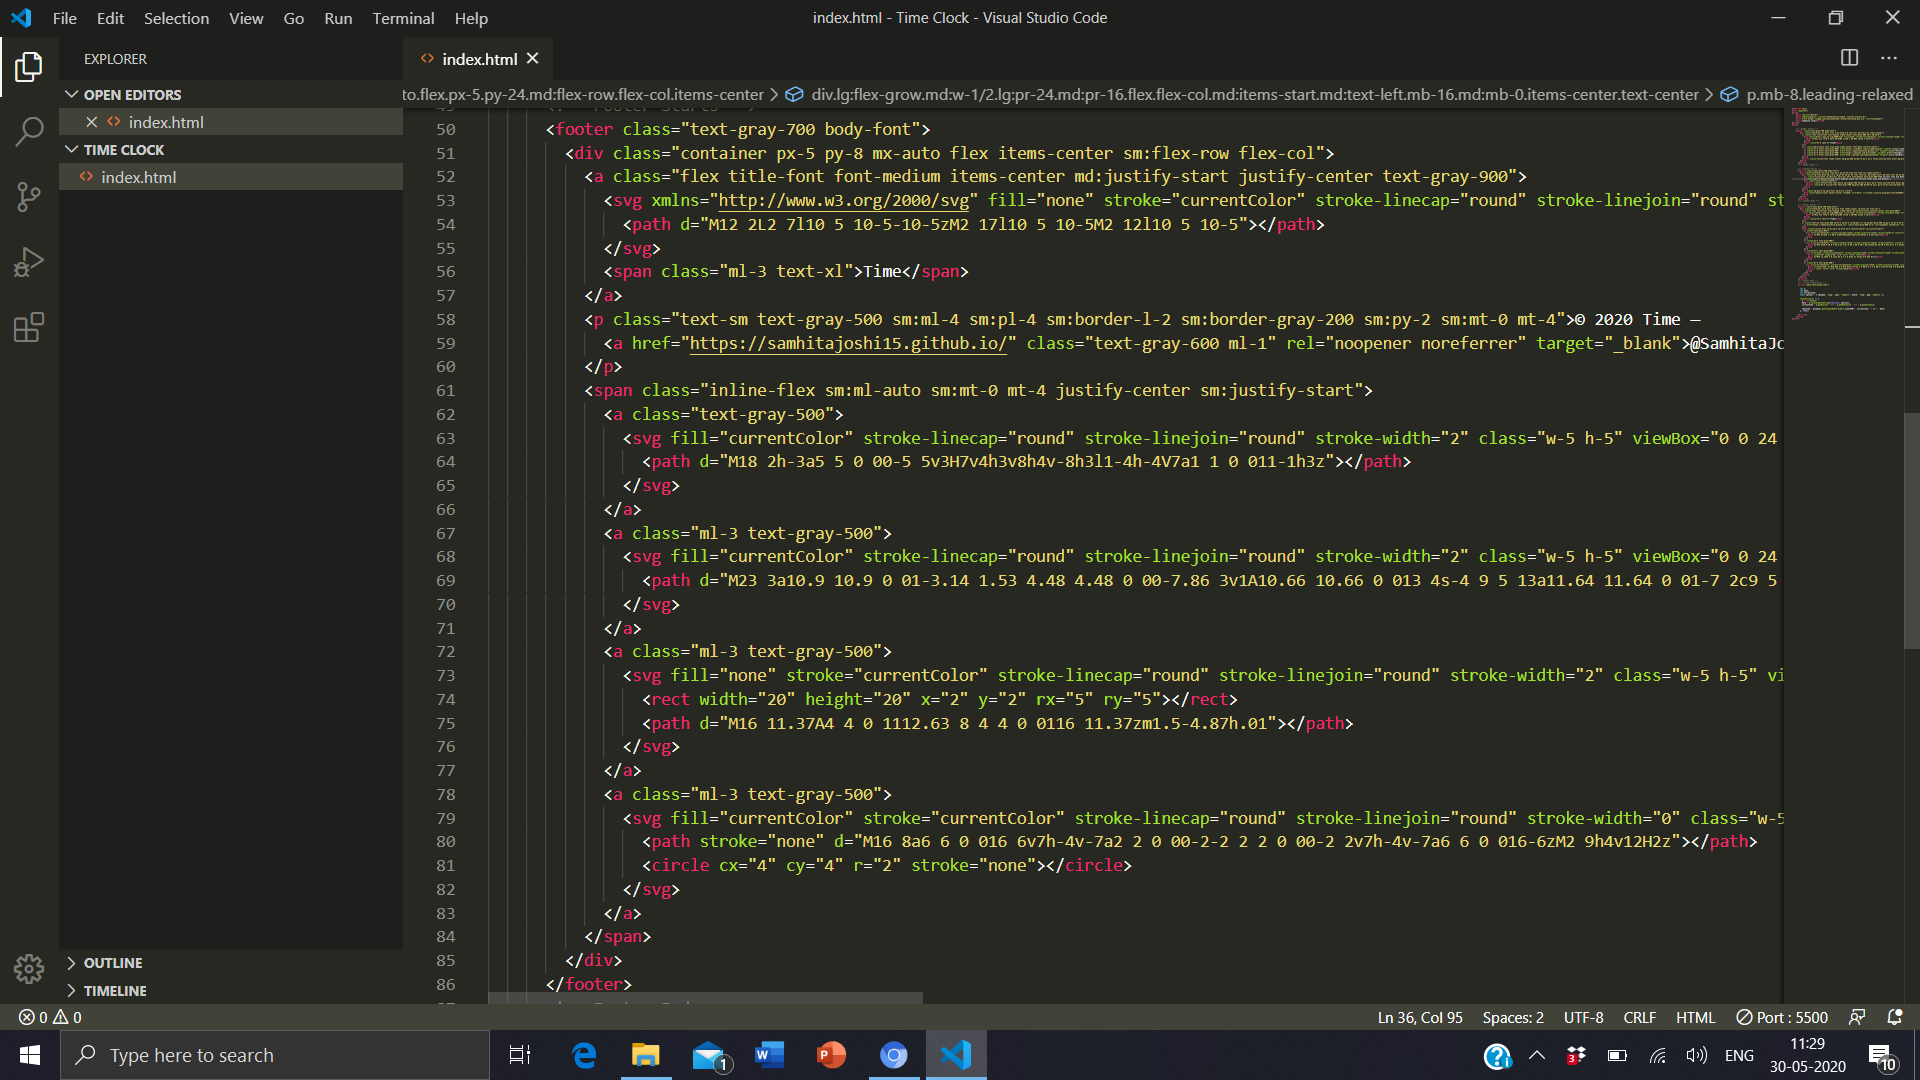 File Edit Selection View Go Run Terminal Help
index.html - Time Clock - Visual Studio Code
EXPLORER
index.html
OPEN EDITORS
index.html
TIME CLOCK
index.html
to.flex.px-5.py-24.md:flex-row.flex-col.items-center > div.lg:flex-grow.md:w-1/2.lg:pr-24.md:pr-16.flex.flex-col.md:items-start.md:text-left.mb-16.md:mb-0.items-center.text-center > p.mb-8.leading-relaxed
50 <footer class="text-gray-700 body-font">
51 <div class="container px-5 py-8 mx-auto flex items-center sm:flex-row flex-col">
52 <a class="flex title-font font-medium items-center md:justify-start justify-center text-gray-900">
53 <svg xmlns="http://www.w3.org/2000/svg" fill="none" stroke="currentColor" stroke-linecap="round" stroke-linejoin="round" st
54 <path d="M12 2L2 7l10 5 10-5-10-5zM2 17l10 5 10-5M2 12l10 5 10-5"></path>
55 </svg>
56 <span class="ml-3 text-xl">Time</span>
57 </a>
58 <p class="text-sm text-gray-500 sm:ml-4 sm:pl-4 sm:border-l-2 sm:border-gray-200 sm:py-2 sm:mt-0 mt-4">© 2020 Time —
59 <a href="https://samhitajoshi15.github.io/" class="text-gray-600 ml-1" rel="noopener noreferrer" target="_blank">@SamhitaJo
60 </p>
61 <span class="inline-flex sm:ml-auto sm:mt-0 mt-4 justify-center sm:justify-start">
62 <a class="text-gray-500">
63 <svg fill="currentColor" stroke-linecap="round" stroke-linejoin="round" stroke-width="2" class="w-5 h-5" viewBox="0 0 24
64 <path d="M18 2h-3a5 5 0 00-5 5v3H7v4h3v8h4v-8h3l1-4h-4V7a1 1 0 011-1h3z"></path>
65 </svg>
66 </a>
67 <a class="ml-3 text-gray-500">
68 <svg fill="currentColor" stroke-linecap="round" stroke-linejoin="round" stroke-width="2" class="w-5 h-5" viewBox="0 0 24
69 <path d="M23 3a10.9 10.9 0 01-3.14 1.53 4.48 4.48 0 00-7.86 3v1A10.66 10.66 0 013 4s-4 9 5 13a11.64 11.64 0 01-7 2c9 5
70 </svg>
71 </a>
72 <a class="ml-3 text-gray-500">
73 <svg fill="none" stroke="currentColor" stroke-linecap="round" stroke-linejoin="round" stroke-width="2" class="w-5 h-5" vi
74 <rect width="20" height="20" x="2" y="2" rx="5" ry="5"></rect>
75 <path d="M16 11.37A4 4 0 1112.63 8 4 4 0 0116 11.37zm1.5-4.87h.01"></path>
76 </svg>
77 </a>
78 <a class="ml-3 text-gray-500">
79 <svg fill="currentColor" stroke="currentColor" stroke-linecap="round" stroke-linejoin="round" stroke-width="0" class="w-5
80 <path stroke="none" d="M16 8a6 6 0 016 6v7h-4v-7a2 2 0 00-2-2 2 2 0 00-2 2v7h-4v-7a6 6 0 016-6zM2 9h4v12H2z"></path>
81 <circle cx="4" cy="4" r="2" stroke="none"></circle>
82 </svg>
83 </a>
84 </span>
85 </div>
86 </footer>
OUTLINE
TIMELINE
0 0
Ln 36, Col 95 Spaces: 2 UTF-8 CRLF HTML Port : 5500
Type here to search
1
3
ENG
11:29
30-05-2020
10